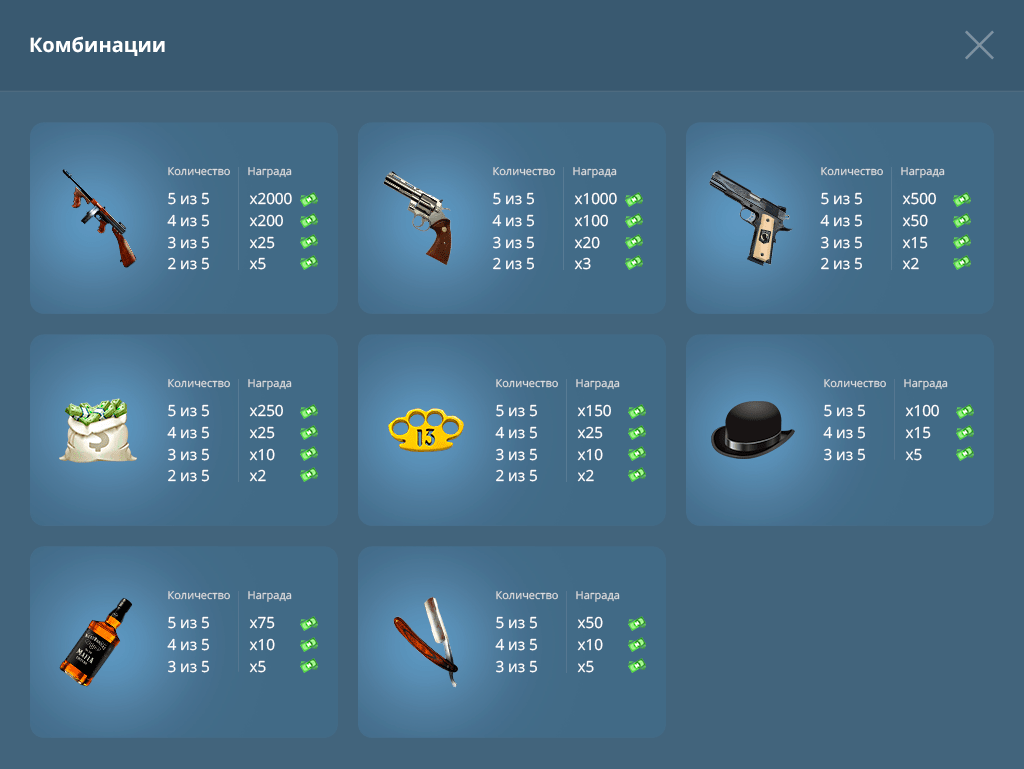 Комбинации
Количество Награда
5 из 5 x2000
4 из 5 x200
3 из 5 x25
2 из 5 x5
Количество Награда
5 из 5 x1000
4 из 5 x100
3 из 5 x20
2 из 5 x3
Количество Награда
5 из 5 x500
4 из 5 x50
3 из 5 x15
2 из 5 x2
Количество Награда
5 из 5 x250
4 из 5 x25
3 из 5 x10
2 из 5 x2
13
Количество Награда
5 из 5 x150
4 из 5 x25
3 из 5 x10
2 из 5 x2
Количество Награда
5 из 5 x100
4 из 5 x15
3 из 5 x5
MAFIA
Количество Награда
5 из 5 x75
4 из 5 x10
3 из 5 x5
Количество Награда
5 из 5 x50
4 из 5 x10
3 из 5 x5